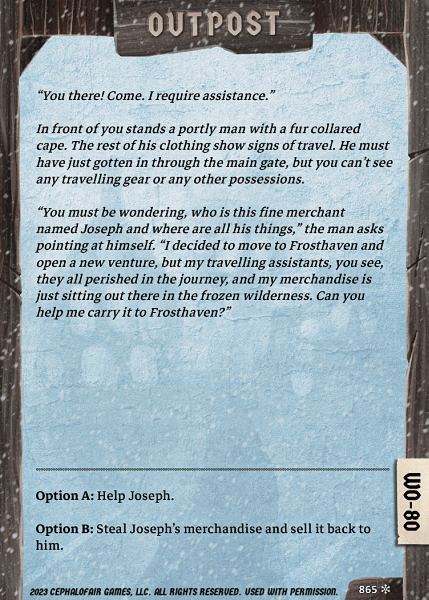 OUTPOST
“You there! Come. I require assistance.”
In front of you stands a portly man with a fur collared
cape. The rest of his clothing show signs of travel. He must
have just gotten in through the main gate, but you can’t see
any travelling gear or any other possessions.
“You must be wondering, who is this fine merchant
named Joseph and where are all his things,” the man asks
pointing at himself. “I decided to move to Frosthaven and
open a new venture, but my travelling assistants, you see,
they all perished in the journey, and my merchandise is
just sitting out there in the frozen wilderness. Can you
help me carry it to Frosthaven?”
Option A: Help Joseph.
Option B: Steal Joseph’s merchandise and sell it back to
him.
WO-80
2023 CEPHALOFAIR GAMES, LLC. ALL RIGHTS RESERVED. USED WITH PERMISSION.
865